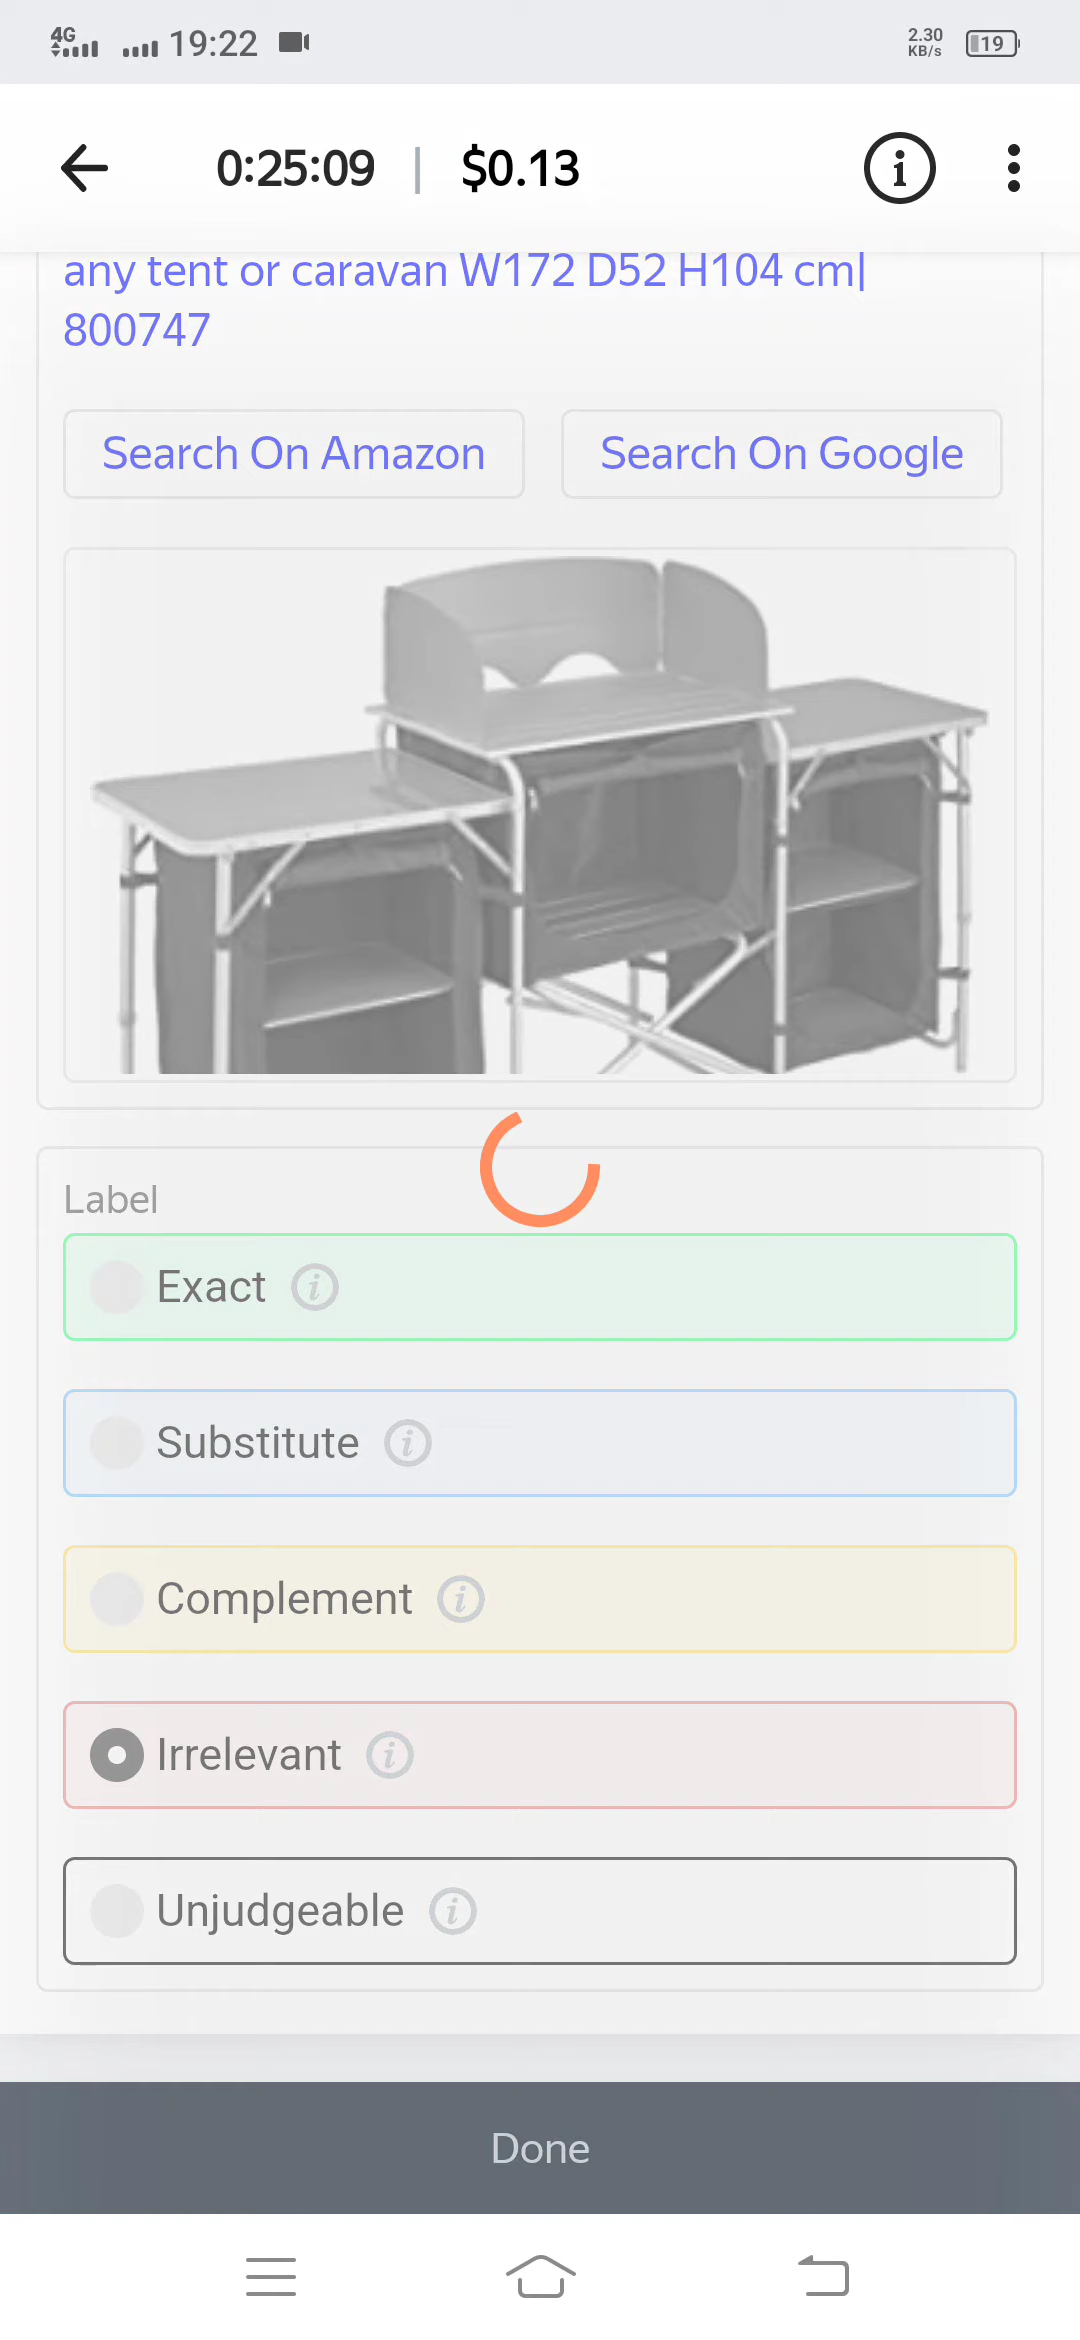 4G 19:22 2.30 KB/s 19
0:25:09 | $0.13
any tent or caravan W172 D52 H104 cm|
800747
Search On Amazon
Search On Google
Label
Exact
Substitute
Complement
Irrelevant
Unjudgeable
Done